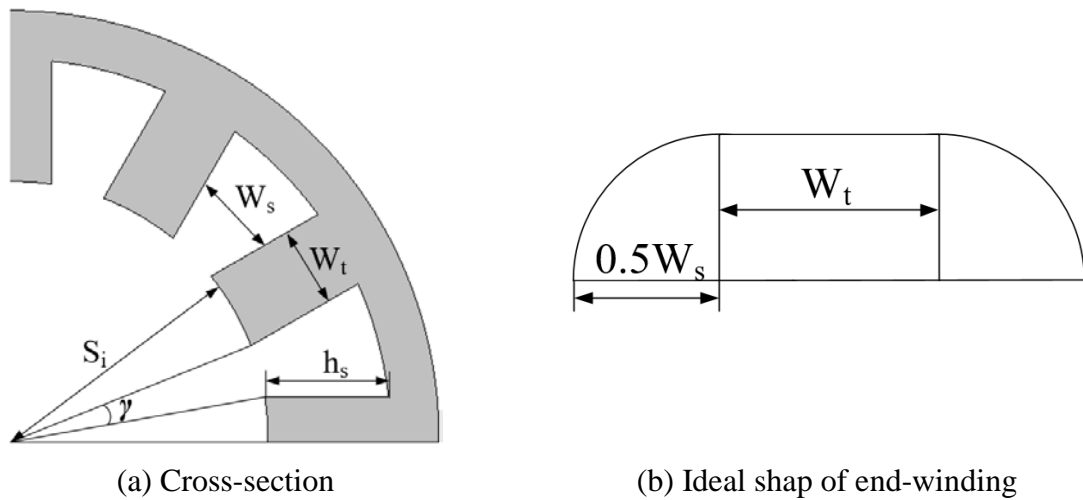 W_s
W_t
S_i
h_s
γ
(a) Cross-section
W_t
0.5W_s
(b) Ideal shap of end-winding